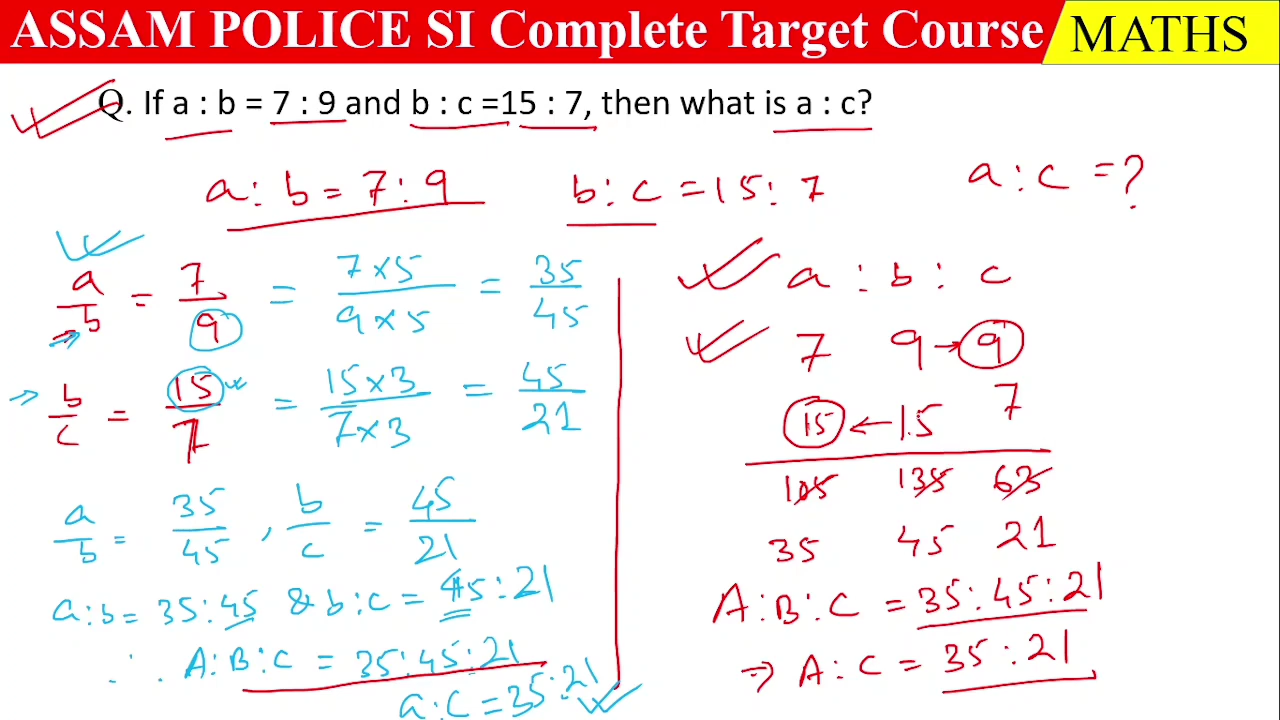 ASSAM POLICE SI Complete Target Course MATHS
Q. If a : b = 7 : 9 and b : c =15 : 7, then what is a : c?
a : b = 7 : 9 b : c = 15 : 7 a : c = ?
a/b = 7/9 = 7×5/9×5 = 35/45
b/c = 15/7 = 15×3/7×3 = 45/21
a/b = 35/45 , b/c = 45/21
a:b = 35:45 & b:c = 45:21
∴ A:B:C = 35:45:21
a:c = 35:21
a : b : c
7 9 → 9
15 ← 15 7
105 135 63
35 45 21
A:B:C = 35:45:21
⇒ A:C = 35:21